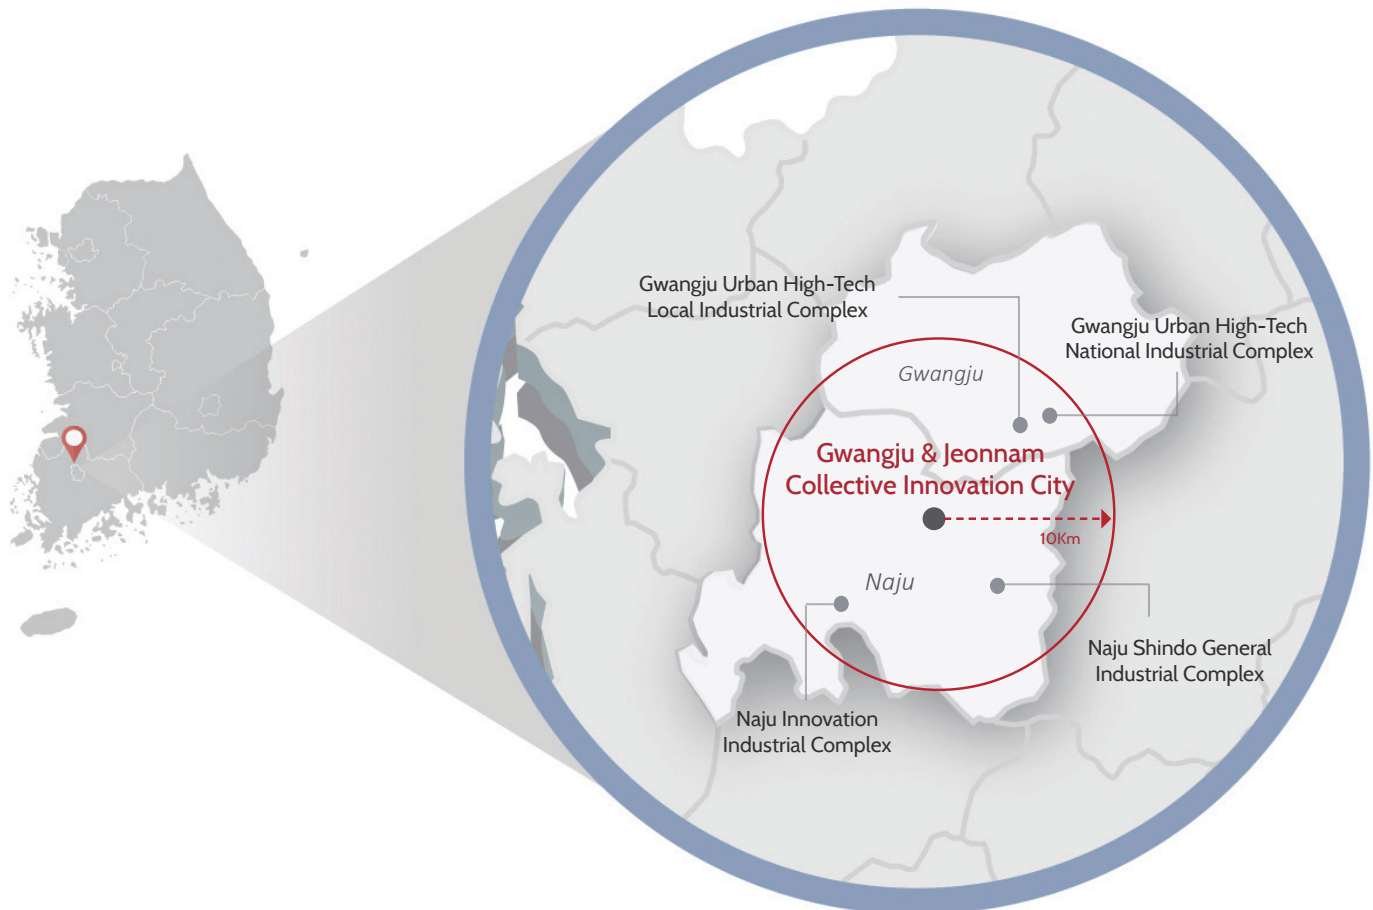 Gwangju Urban High-Tech
Local Industrial Complex
Gwangju Urban High-Tech
National Industrial Complex
Gwangju
Gwangju & Jeonnam
Collective Innovation City
10Km
Naju
Naju Shindo General
Industrial Complex
Naju Innovation
Industrial Complex